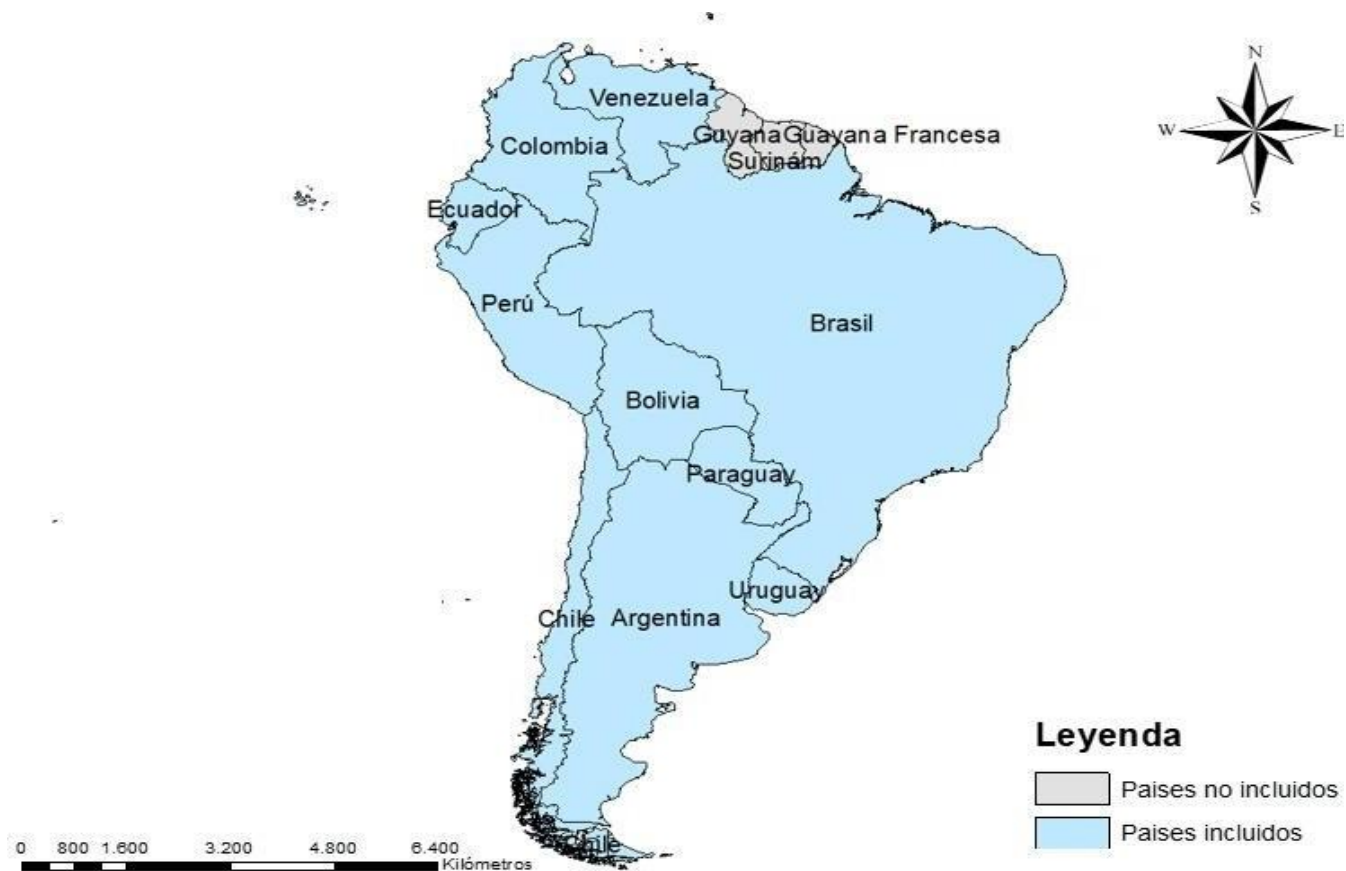 N
W E
S
Venezuela
Guyana Guayana Francesa
Surinám
Colombia
Ecuador
Perú
Brasil
Bolivia
Paraguay
Uruguay
Chile Argentina
Leyenda
Paises no incluidos
Paises incluidos
Chile
0 800 1.600 3.200 4.800 6.400
Kilómetros